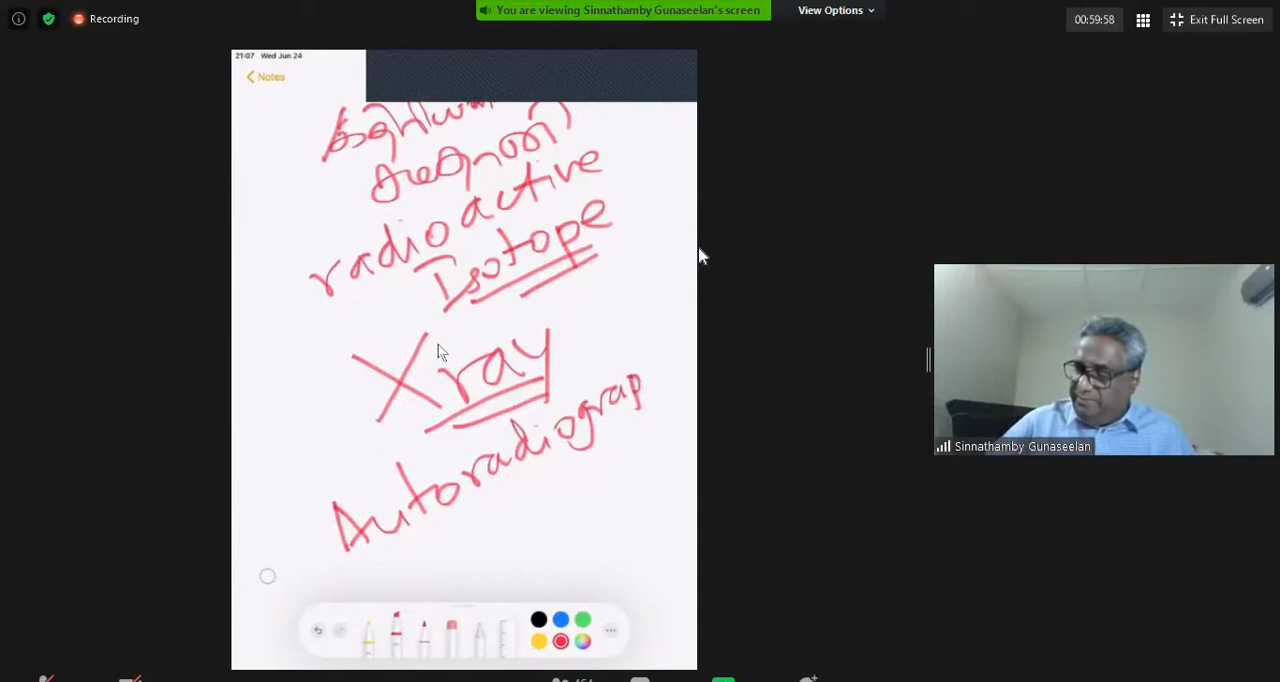 Recording
You are viewing Sinnathamby Gunaseelan's screen
View Options
00:59:58
Exit Full Screen
21:07 Wed Jun 24
Notes
radioactive
Isotope
Xray
Autoradiograp
Sinnathamby Gunaseelan